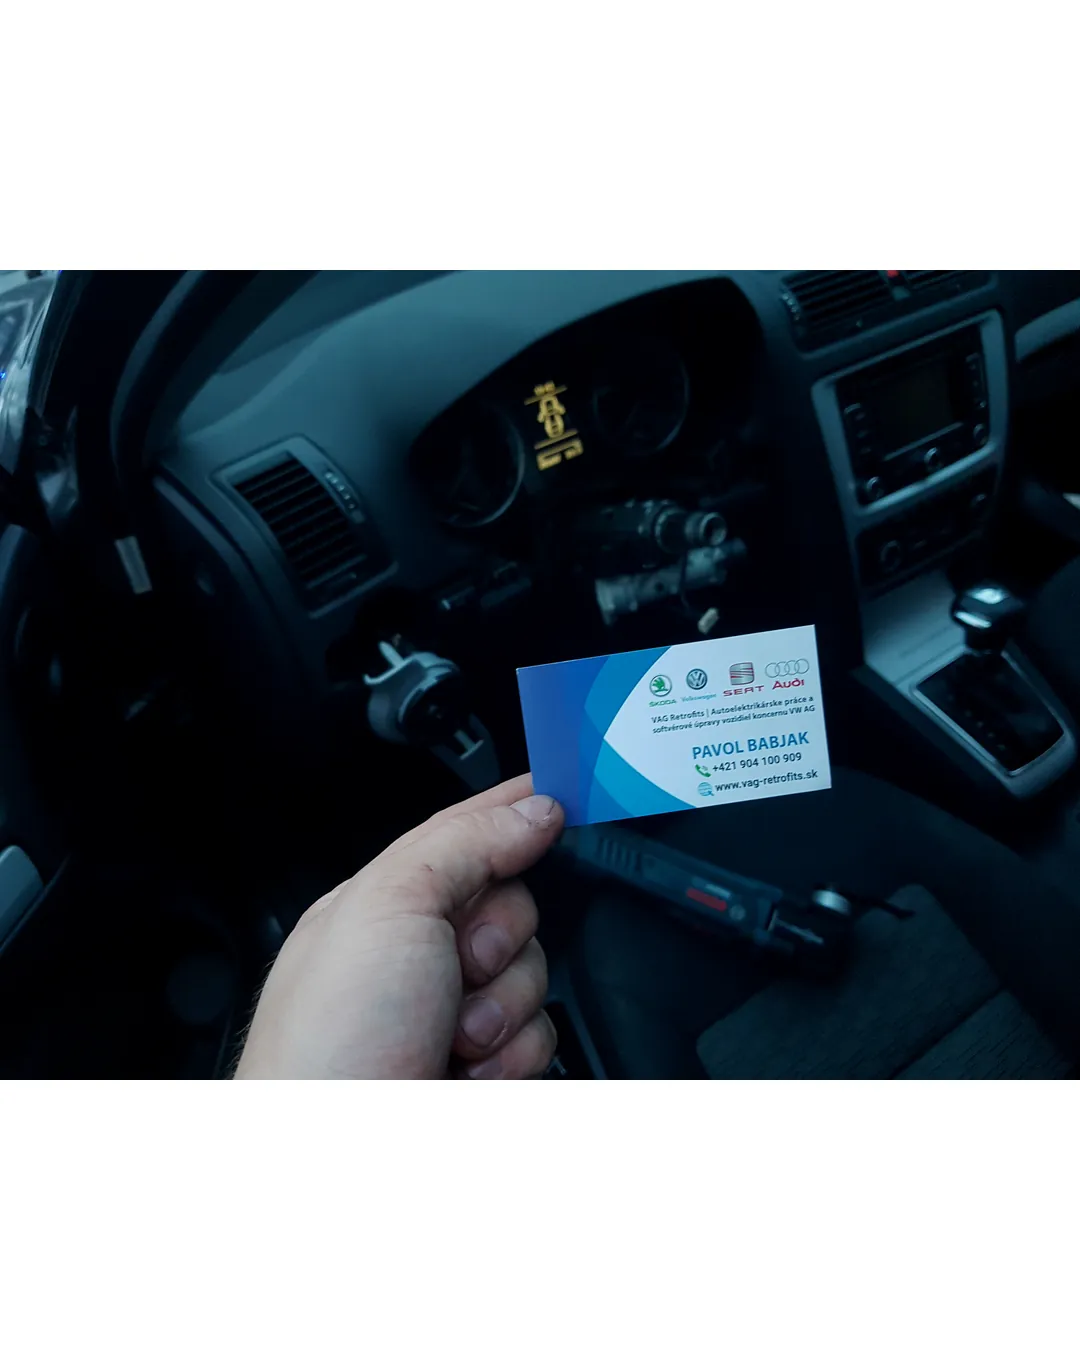 ŠKODA
Volkswagen
SEAT
Audi
VAG Retrofits | Autoelektrikárske práce a
softvérové úpravy vozidiel koncernu VW AG
PAVOL BABJAK
+421 904 100 909
www.vag-retrofits.sk